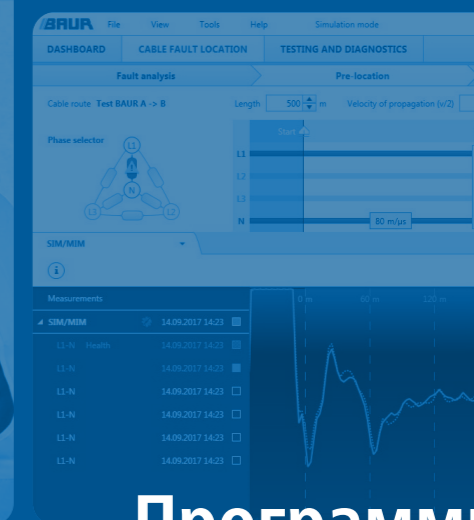 BAUR File View Tools Help Simulation mode
DASHBOARD CABLE FAULT LOCATION TESTING AND DIAGNOSTICS
Fault analysis Pre-location
Cable route Test BAUR A -> B Length 500 m Velocity of propagation (v/2)
Phase selector Start
L1
N
L3 L2
L1
L2
L3
N 80 m/µs
SIM/MIM
i
Measurements 0 m 60 m 120 m
SIM/MIM 14.09.2017 14:23
L1-N Health 14.09.2017 14:23
L1-N 14.09.2017 14:23
L1-N 14.09.2017 14:23
L1-N 14.09.2017 14:23
L1-N 14.09.2017 14:23
L1-N 14.09.2017 14:23